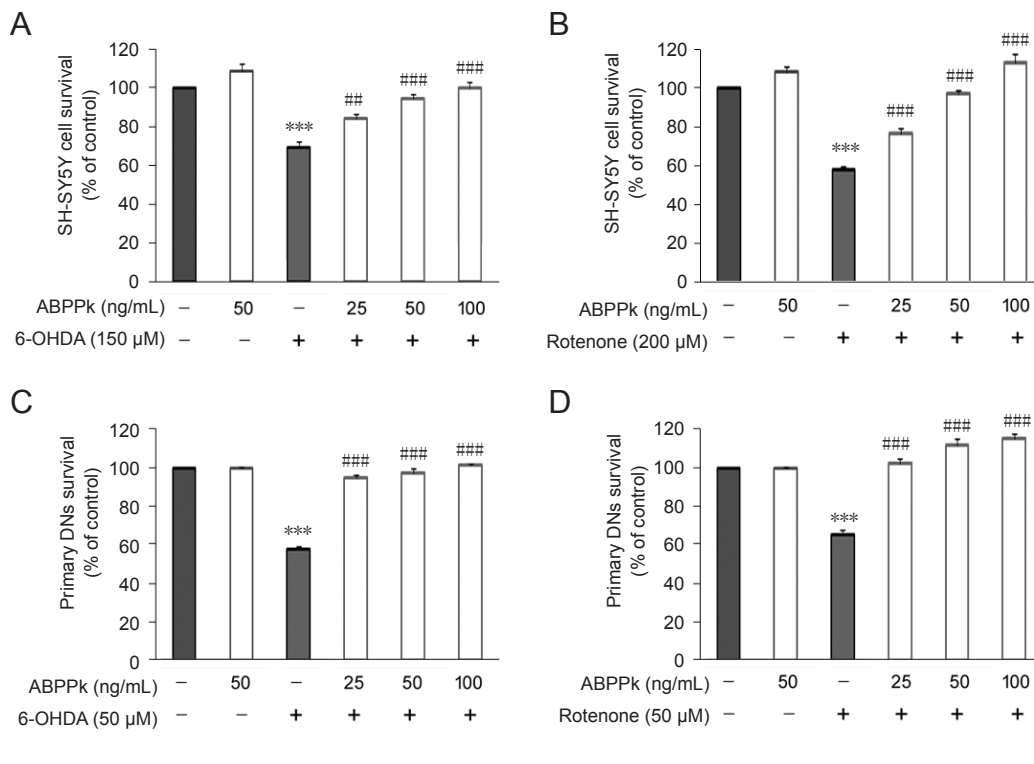 A
SH-SY5Y cell survival
(% of control)
120
100
80
60
40
20
0
***
##
###
###
ABPPk (ng/mL) – 50 – 25 50 100
6-OHDA (150 µM) – – + + + +
B
SH-SY5Y cell survival
(% of control)
120
100
80
60
40
20
0
***
###
###
###
ABPPk (ng/mL) – 50 – 25 50 100
Rotenone (200 µM) – – + + + +
C
Primary DNs survival
(% of control)
120
100
80
60
40
20
0
***
###
###
###
ABPPk (ng/mL) – 50 – 25 50 100
6-OHDA (50 µM) – – + + + +
D
Primary DNs survival
(% of control)
120
100
80
60
40
20
0
***
###
###
###
ABPPk (ng/mL) – 50 – 25 50 100
Rotenone (50 µM) – – + + + +